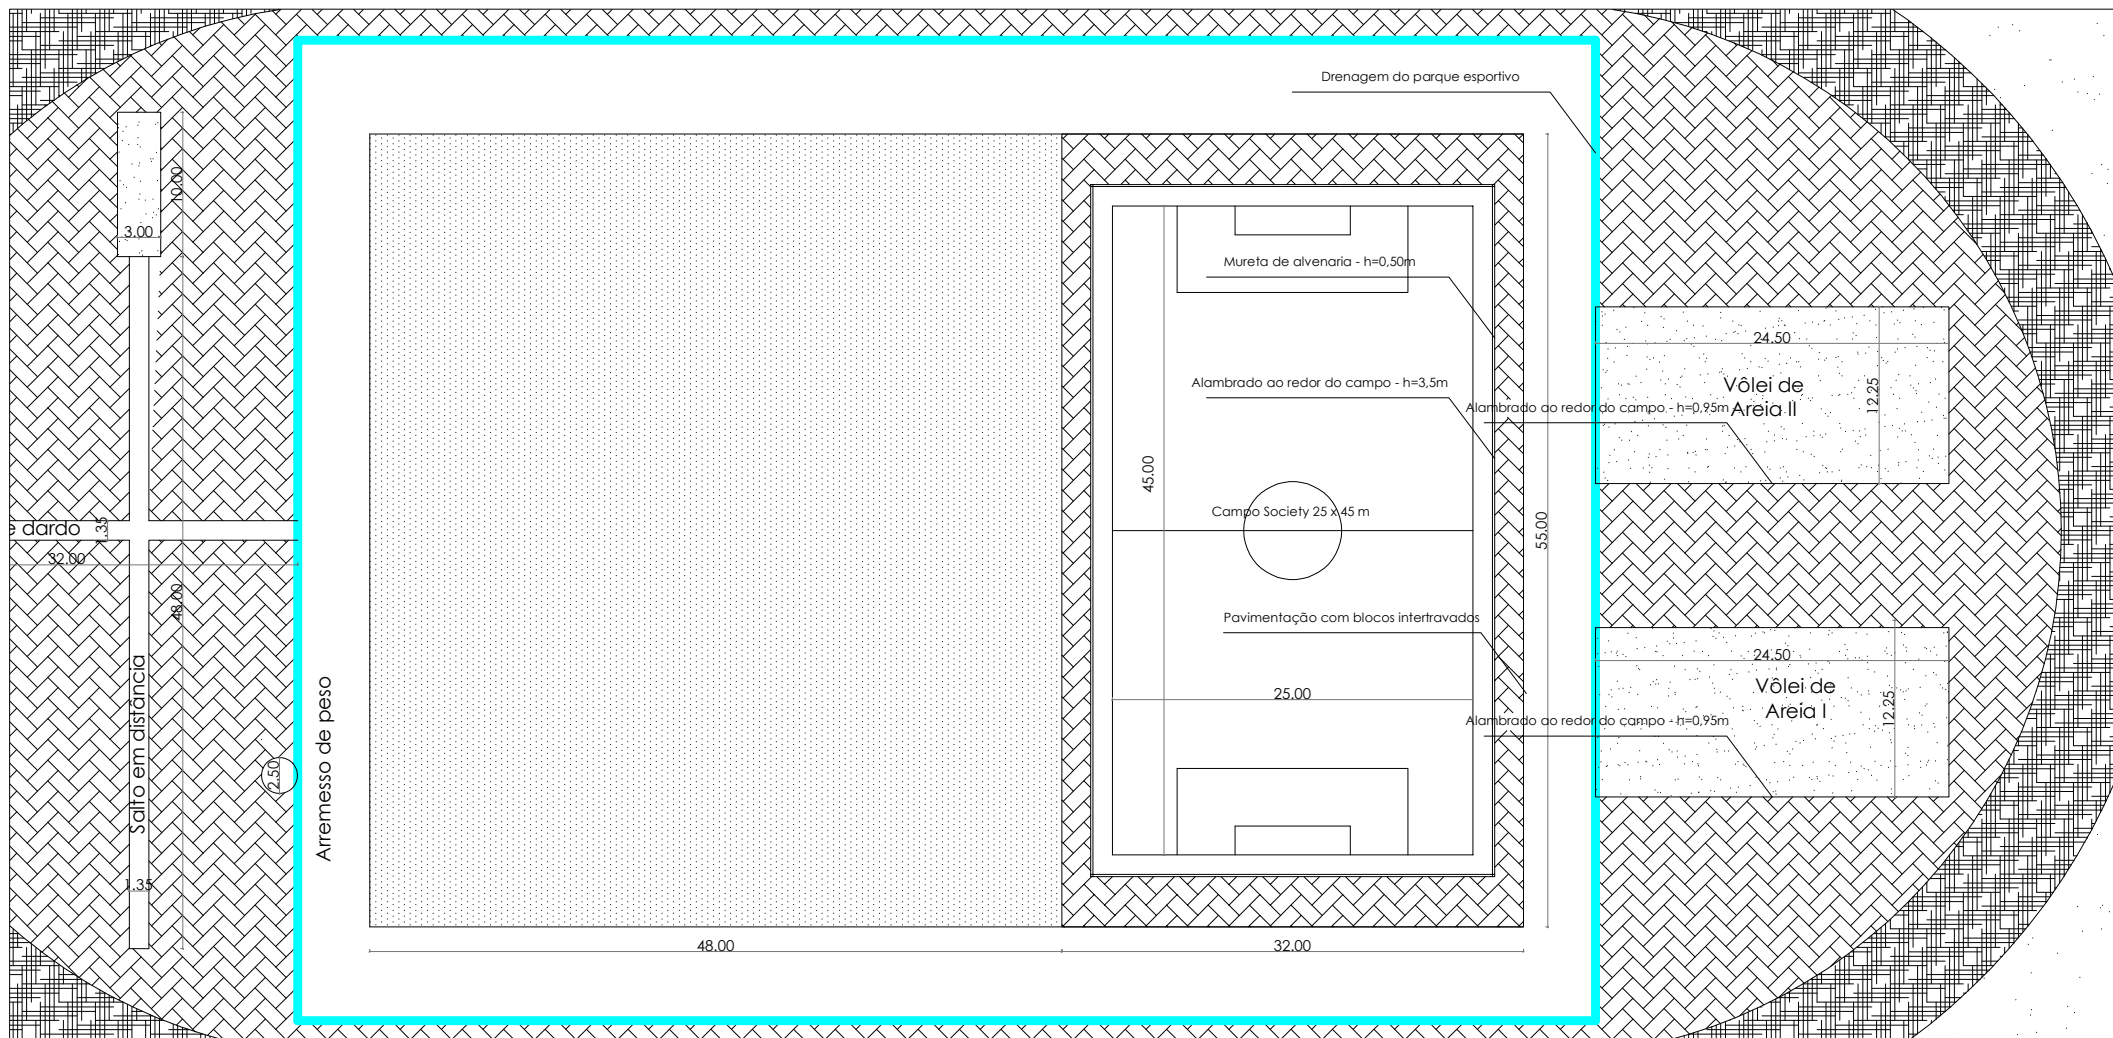 Drenagem do parque esportivo
10.00
3.00
Mureta de alvenaria - h=0,50m
24.50
Vôlei de
Areia II
12.25
Alambrado ao redor do campo - h=3,5m
Alambrado ao redor do campo - h=0,95m
45.00
Campo Society 25 x 45 m
55.00
e dardo
1.35
32.00
48.00
Pavimentação com blocos intertravados
24.50
Vôlei de
Areia I
12.25
Salto em distância
Arremesso de peso
25.00
Alambrado ao redor do campo - h=0,95m
2.50
1.35
48.00
32.00